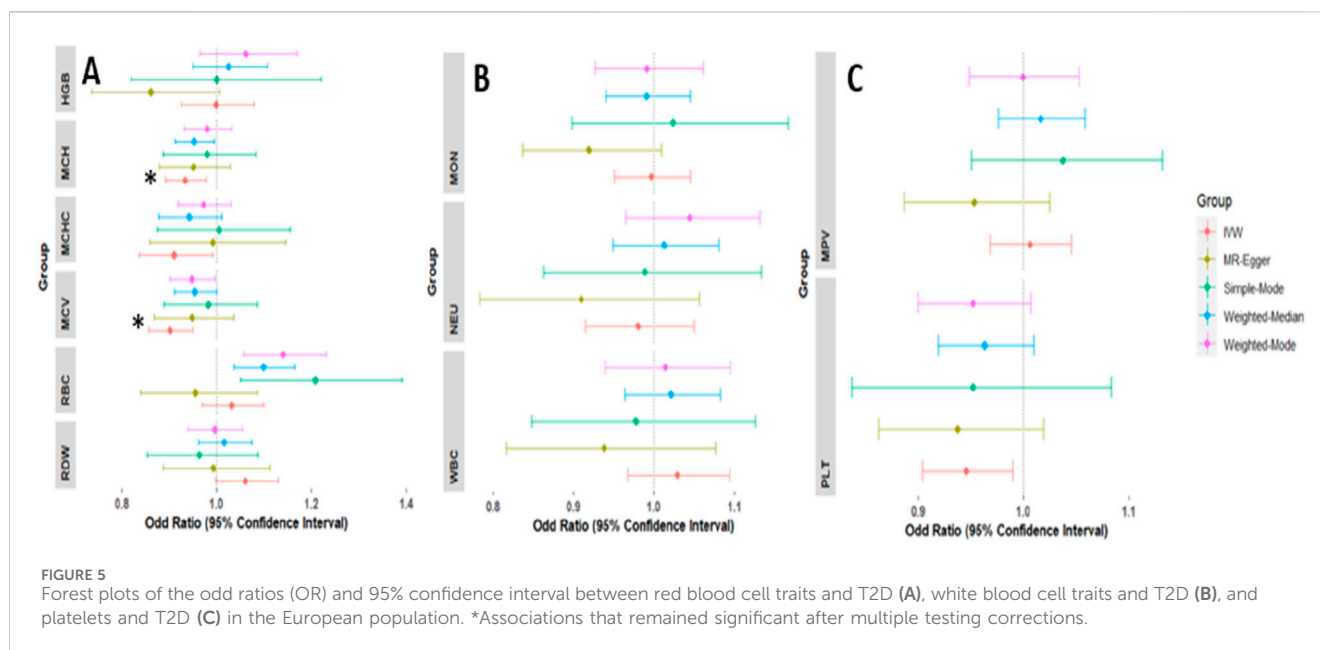 A
HGB
MCH
*
MCHC
MCV
*
RBC
RDW
Group
0.8 1.0 1.2 1.4
Odd Ratio (95% Confidence Interval)
B
MON
NEU
WBC
Group
0.8 0.9 1.0 1.1
Odd Ratio (95% Confidence Interval)
C
MPV
PLT
Group
0.9 1.0 1.1
Odd Ratio (95% Confidence Interval)
Group
IVW
MR-Egger
Simple-Mode
Weighted-Median
Weighted-Mode
FIGURE 5
Forest plots of the odd ratios (OR) and 95% confidence interval between red blood cell traits and T2D (A), white blood cell traits and T2D (B), and
platelets and T2D (C) in the European population. *Associations that remained significant after multiple testing corrections.